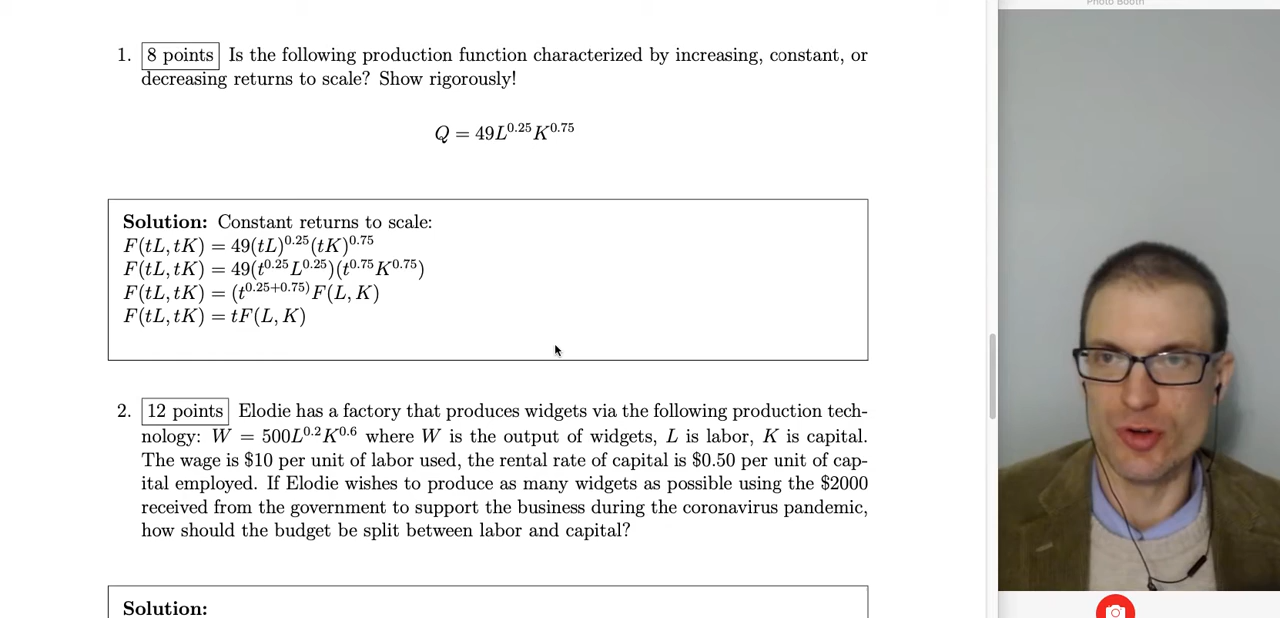 Photo Booth
1. 8 points Is the following production function characterized by increasing, constant, or
decreasing returns to scale? Show rigorously!
Q = 49L^0.25 K^0.75
Solution: Constant returns to scale:
F(tL, tK) = 49(tL)^0.25 (tK)^0.75
F(tL, tK) = 49(t^0.25 L^0.25)(t^0.75 K^0.75)
F(tL, tK) = (t^0.25+0.75) F(L, K)
F(tL, tK) = tF(L, K)
2. 12 points Elodie has a factory that produces widgets via the following production tech-
nology: W = 500L^0.2 K^0.6 where W is the output of widgets, L is labor, K is capital.
The wage is $10 per unit of labor used, the rental rate of capital is $0.50 per unit of cap-
ital employed. If Elodie wishes to produce as many widgets as possible using the $2000
received from the government to support the business during the coronavirus pandemic,
how should the budget be split between labor and capital?
Solution: